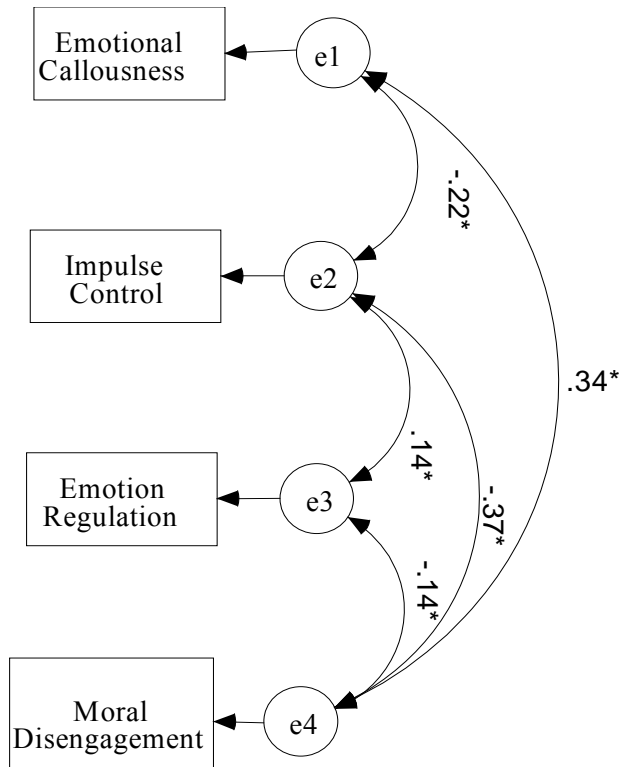 Emotional
Callousness
e1
-.22*
Impulse
Control
e2
.34*
.14*
-.37*
Emotion
Regulation
e3
-.14*
Moral
Disengagement
e4